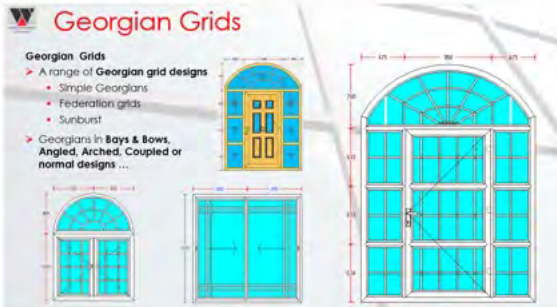 Georgian Grids
Georgian Grids
A range of Georgian grid designs
Simple Georgians
Federation grids
Sunburst
Georgians in Bays & Bows,
Angled, Arched, Coupled or
normal designs ...